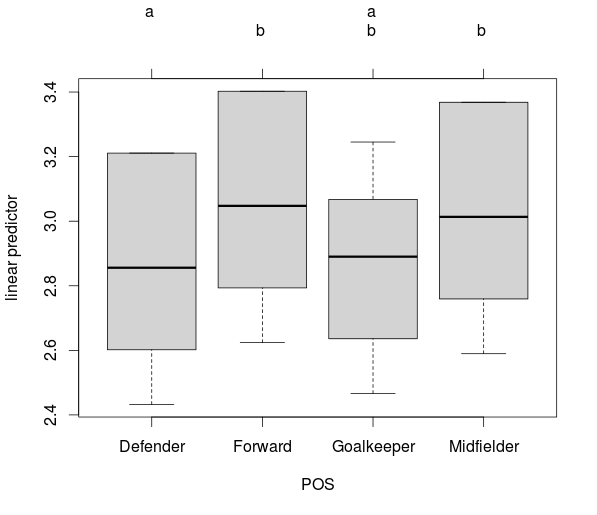 a a
b b b
3.4
3.2
3.0
2.8
2.6
2.4
linear predictor
Defender Forward Goalkeeper Midfielder
POS